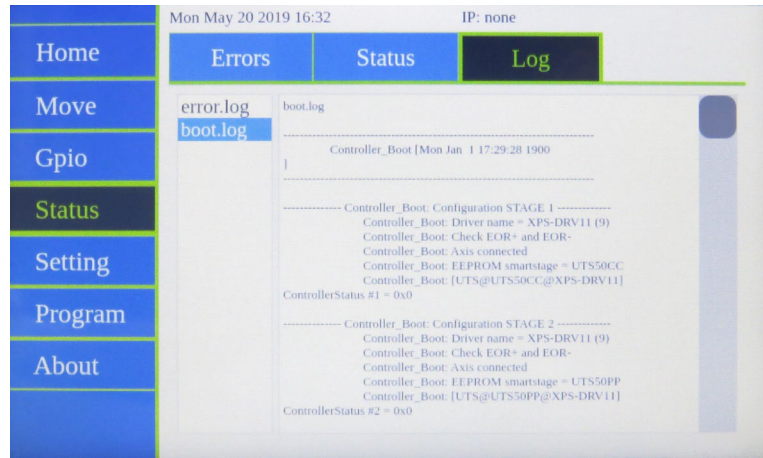 Mon May 20 2019 16:32 IP: none
Home
Move
Gpio
Status
Setting
Program
About
Errors Status Log
error.log
boot.log
boot.log
----------------------------------------------------------------------------------
Controller_Boot [Mon Jan 1 17:29:28 1900
]
----------------------------------------------------------------------------------
--------------- Controller_Boot: Configuration STAGE 1 --------------
Controller_Boot: Driver name = XPS-DRV11 (9)
Controller_Boot: Check EOR+ and EOR-
Controller_Boot: Axis connected
Controller_Boot: EEPROM smartstage = UTS50CC
Controller_Boot: [UTS@UTS50CC@XPS-DRV11]
ControllerStatus #1 = 0x0
--------------- Controller_Boot: Configuration STAGE 2 --------------
Controller_Boot: Driver name = XPS-DRV11 (9)
Controller_Boot: Check EOR+ and EOR-
Controller_Boot: Axis connected
Controller_Boot: EEPROM smartstage = UTS50PP
Controller_Boot: [UTS@UTS50PP@XPS-DRV11]
ControllerStatus #2 = 0x0